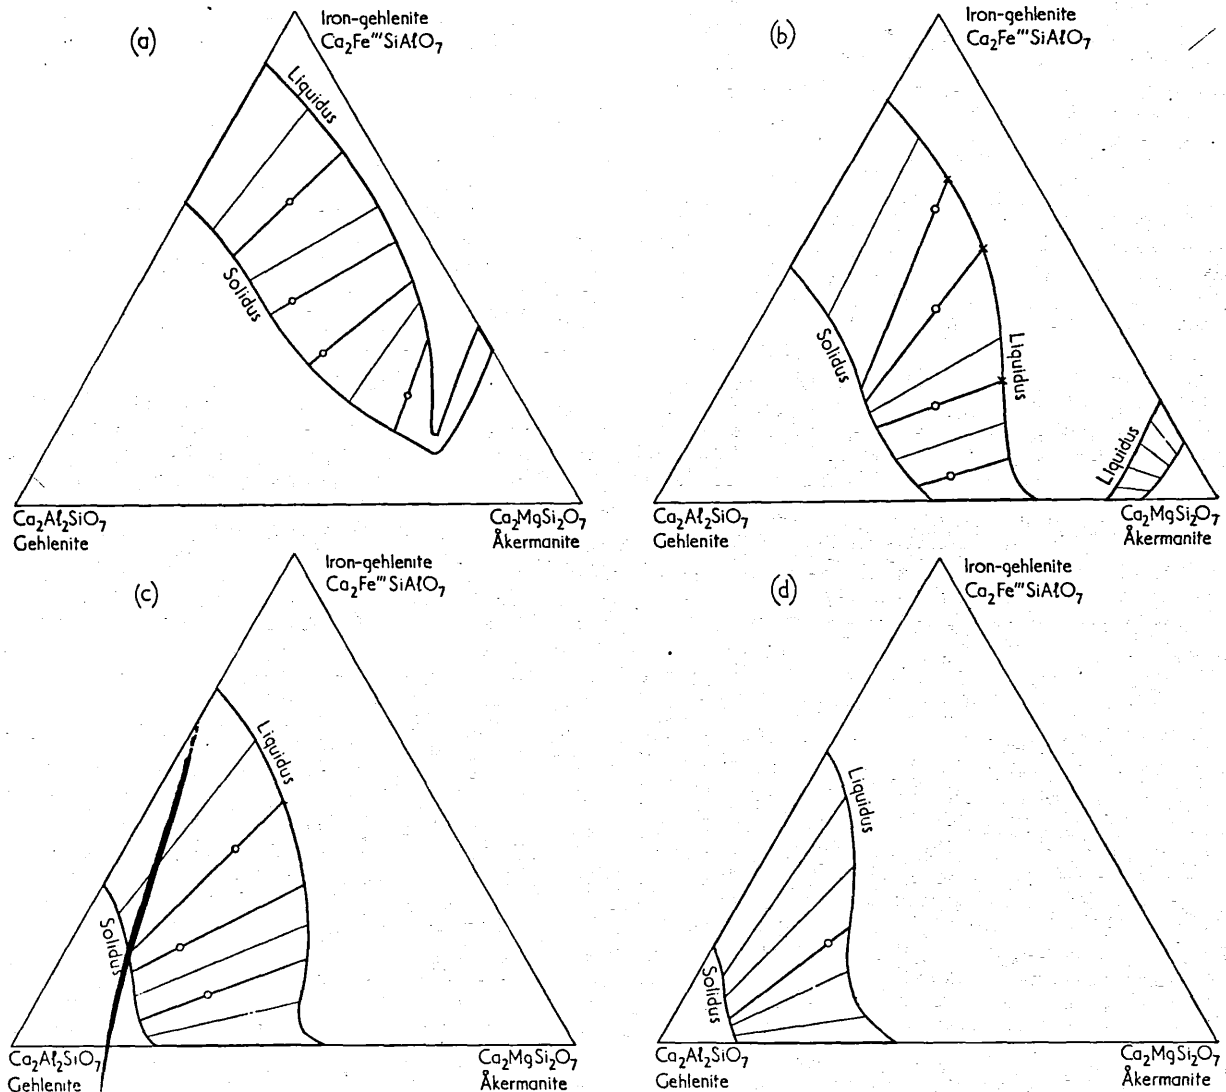 (a)
Iron-gehlenite
Ca₂Fe‴SiAlO₇
Liquidus
Solidus
Ca₂Al₂SiO₇
Gehlenite
Ca₂MgSi₂O₇
Åkermanite
(b)
Iron-gehlenite
Ca₂Fe‴SiAlO₇
Solidus
Liquidus
Liquidus
Ca₂Al₂SiO₇
Gehlenite
Ca₂MgSi₂O₇
Åkermanite
(c)
Iron-gehlenite
Ca₂Fe‴SiAlO₇
Liquidus
Solidus
Ca₂Al₂SiO₇
Gehlenite
Ca₂MgSi₂O₇
Åkermanite
(d)
Iron-gehlenite
Ca₂Fe‴SiAlO₇
Liquidus
Solidus
Ca₂Al₂SiO₇
Gehlenite
Ca₂MgSi₂O₇
Åkermanite